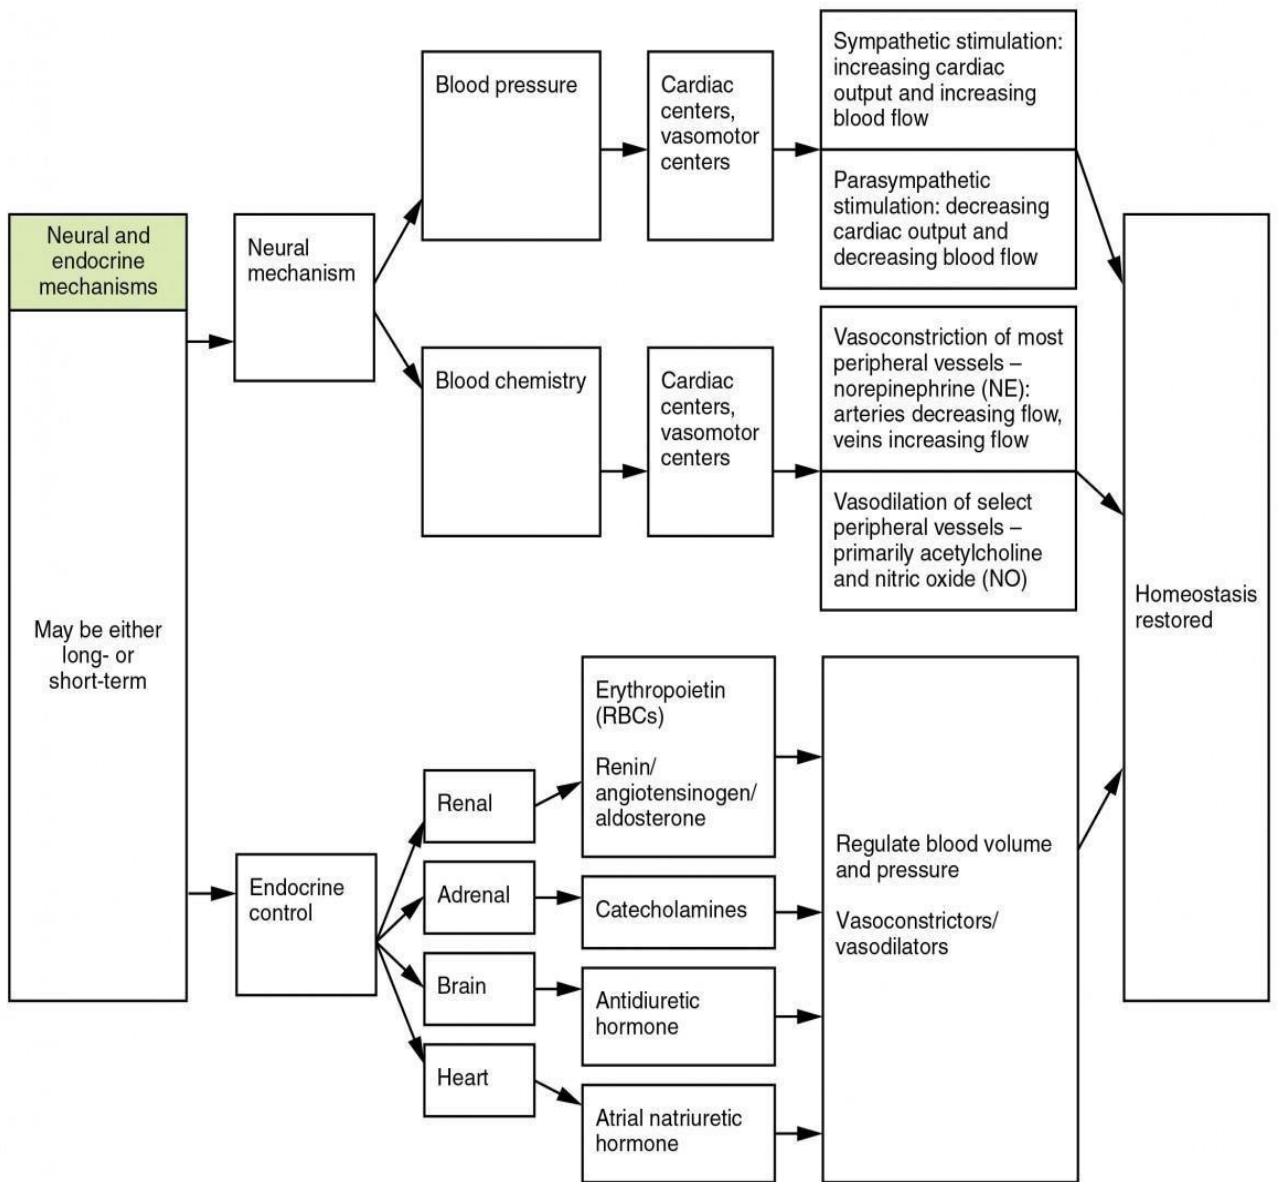 Neural and
endocrine
mechanisms
May be either
long- or
short-term
Neural
mechanism
Blood pressure
Cardiac
centers,
vasomotor
centers
Sympathetic stimulation:
increasing cardiac
output and increasing
blood flow
Parasympathetic
stimulation: decreasing
cardiac output and
decreasing blood flow
Blood chemistry
Cardiac
centers,
vasomotor
centers
Vasoconstriction of most
peripheral vessels –
norepinephrine (NE):
arteries decreasing flow,
veins increasing flow
Vasodilation of select
peripheral vessels –
primarily acetylcholine
and nitric oxide (NO)
Endocrine
control
Renal
Erythropoietin
(RBCs)
Renin/
angiotensinogen/
aldosterone
Adrenal
Catecholamines
Brain
Antidiuretic
hormone
Heart
Atrial natriuretic
hormone
Regulate blood volume
and pressure
Vasoconstrictors/
vasodilators
Homeostasis
restored